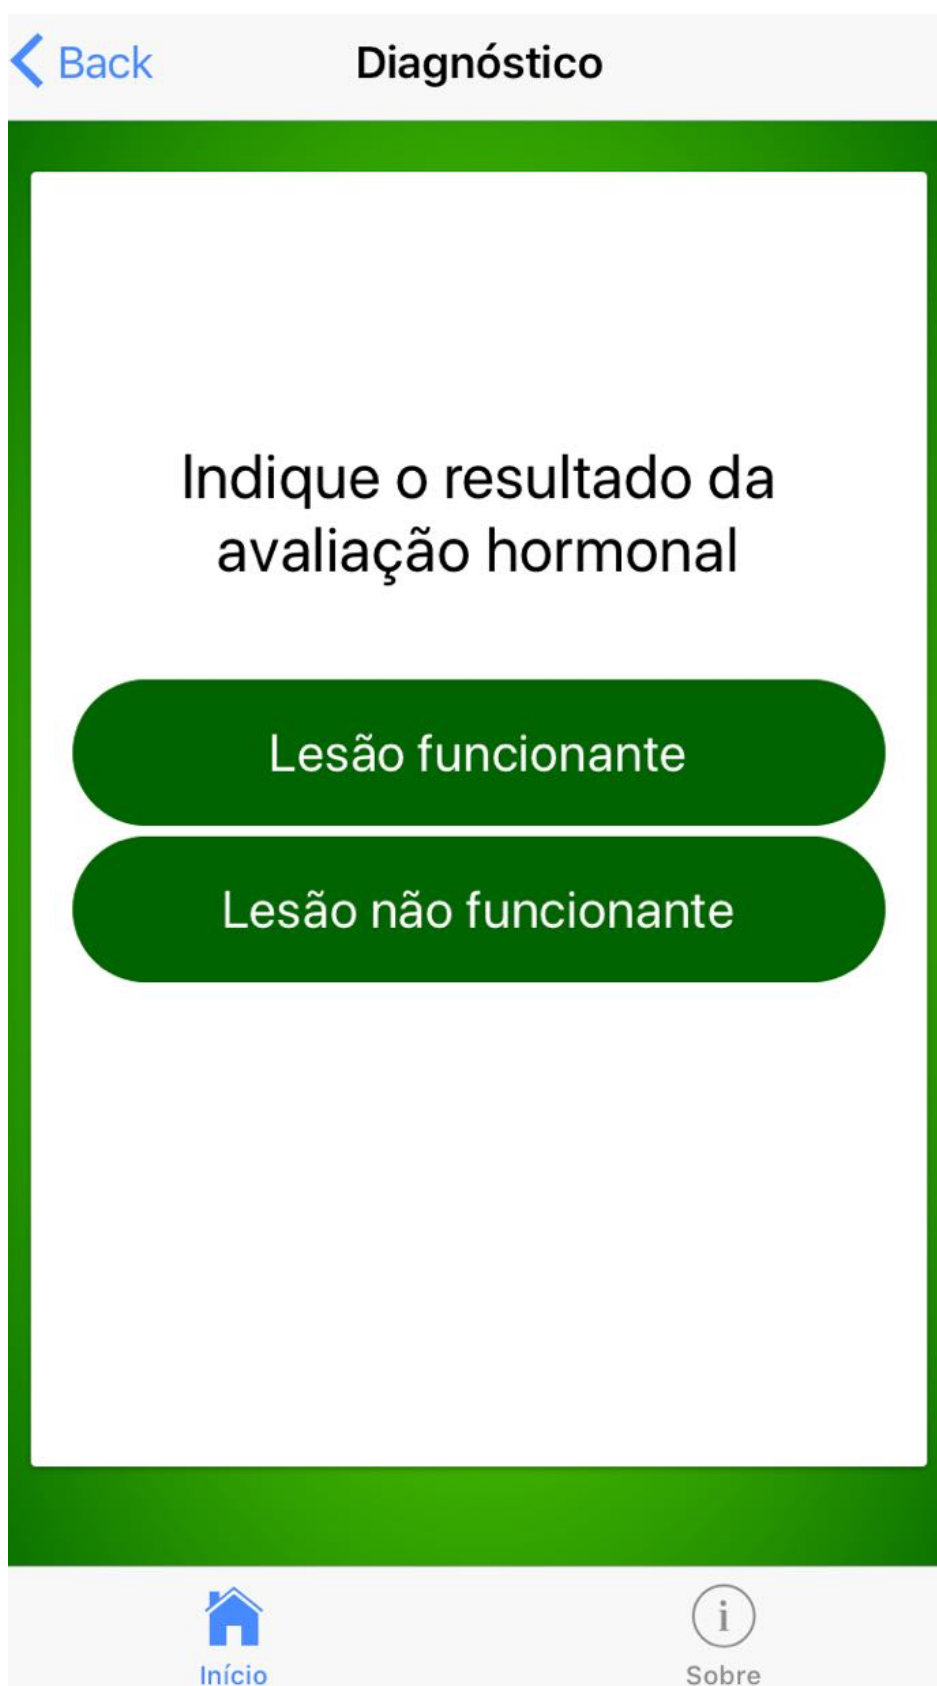 Back
Diagnóstico
Indique o resultado da
avaliação hormonal
Lesão funcionante
Lesão não funcionante
Início
Sobre